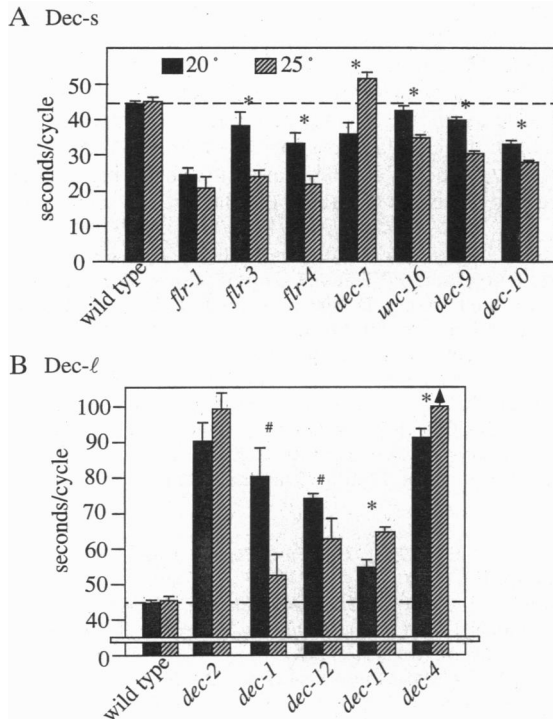 A Dec-s
20° 25°
seconds/cycle
50
40
30
20
10
0
* * * * * *
wild type
flr-1
flr-3
flr-4
dec-7
unc-16
dec-9
dec-10
B Dec-ℓ
seconds/cycle
100
90
80
70
60
50
40
0
# # * *
wild type
dec-2
dec-1
dec-12
dec-11
dec-4